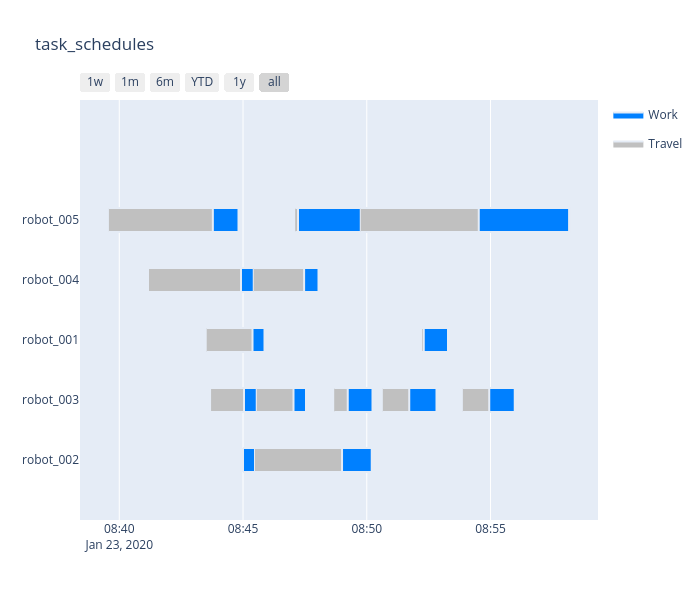 task_schedules
1w 1m 6m YTD 1y all
Work
Travel
robot_005
robot_004
robot_001
robot_003
robot_002
08:40 08:45 08:50 08:55
Jan 23, 2020